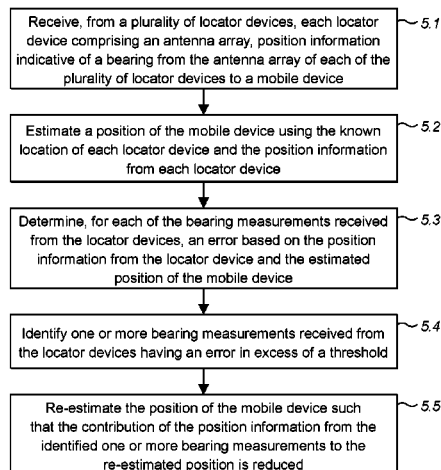 Receive, from a plurality of locator devices, each locator
device comprising an antenna array, position information
indicative of a bearing from the antenna array of each of the
plurality of locator devices to a mobile device
5.1
Estimate a position of the mobile device using the known
location of each locator device and the position information
from each locator device
5.2
Determine, for each of the bearing measurements received
from the locator devices, an error based on the position
information from the locator device and the estimated
position of the mobile device
5.3
Identify one or more bearing measurements received from
the locator devices having an error in excess of a threshold
5.4
Re-estimate the position of the mobile device such
that the contribution of the position information from the
identified one or more bearing measurements to the
re-estimated position is reduced
5.5